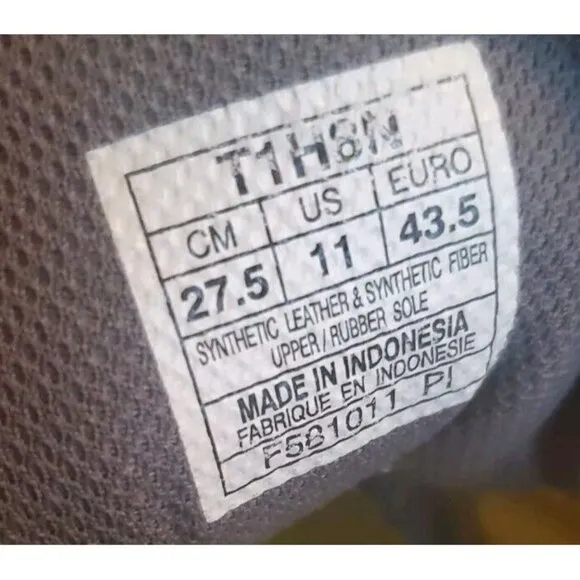 T1H8N
CM US EURO
27.5 11 43.5
SYNTHETIC LEATHER & SYNTHETIC FIBER
UPPER / RUBBER SOLE
MADE IN INDONESIA
FABRIQUE EN INDONESIE
F581011 PI